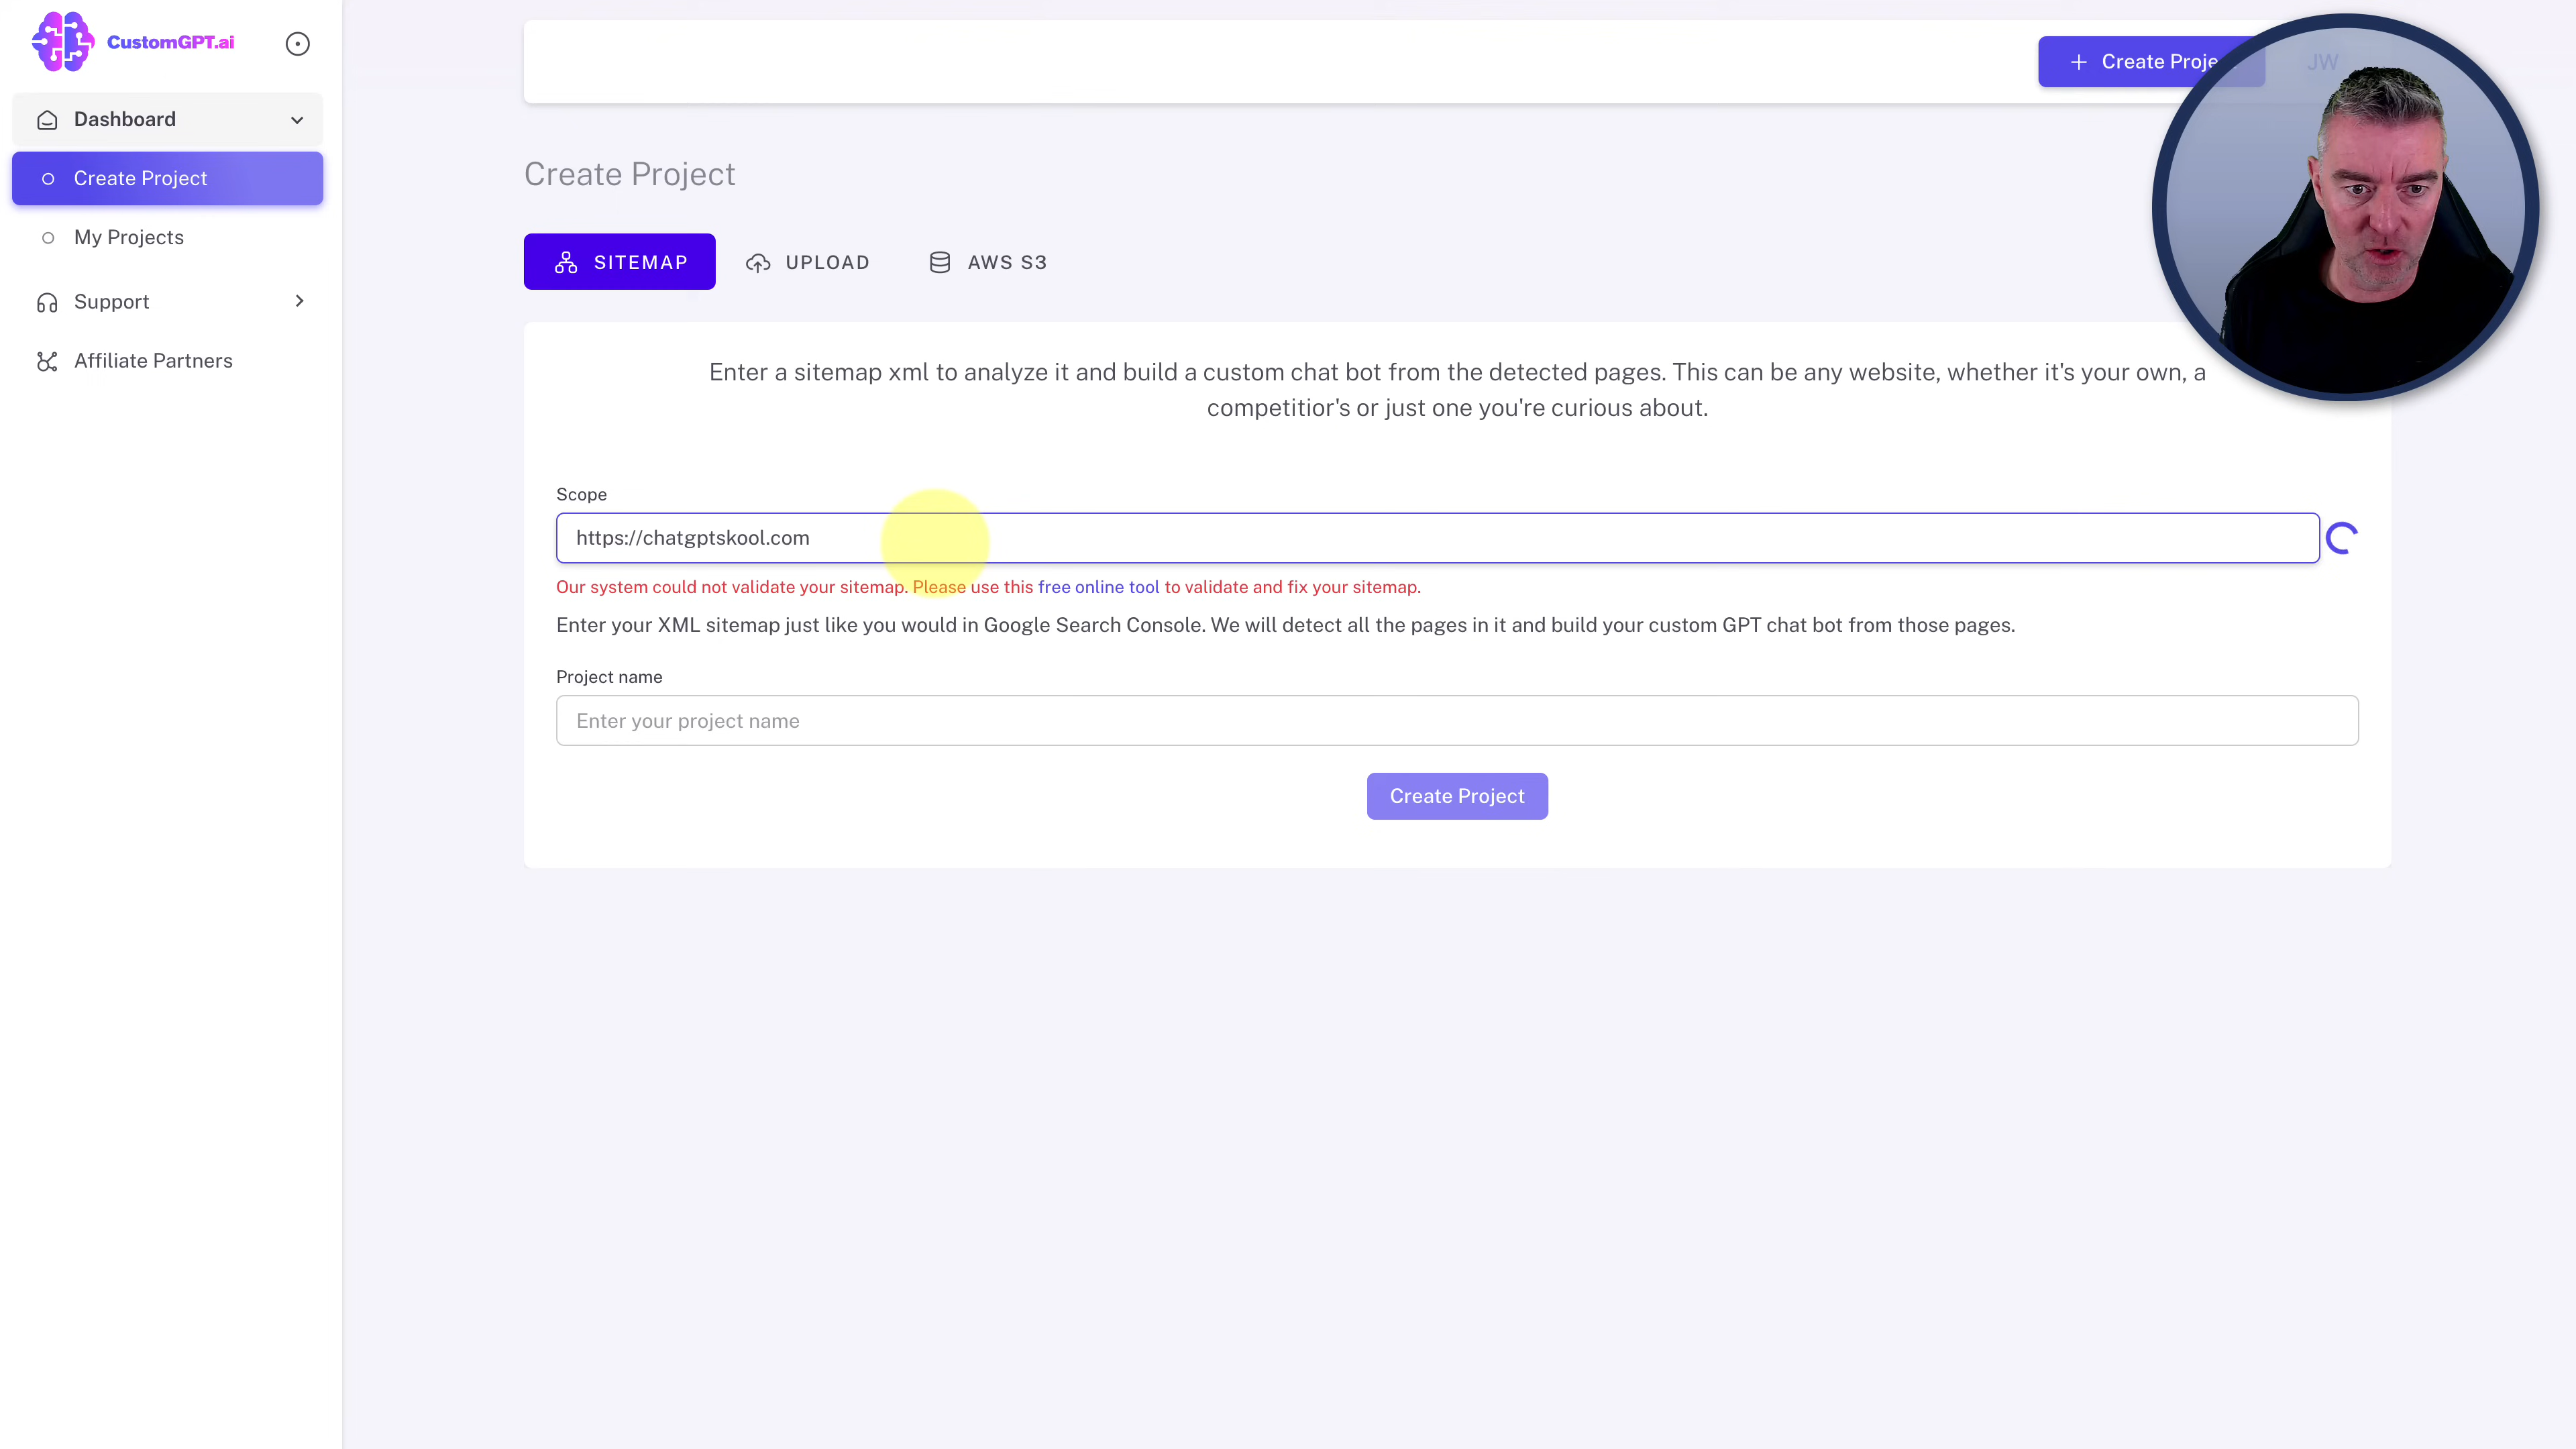 CustomGPT.ai
Dashboard
Create Project
My Projects
Support
Affiliate Partners
+ Create
JW
Create Project
SITEMAP
UPLOAD
AWS S3
Enter a sitemap xml to analyze it and build a custom chat bot from the detected pages. This can be any website, whether it's your own, a
competitior's or just one you're curious about.
Scope
https://chatgptskool.com
Our system could not validate your sitemap. Please use this free online tool to validate and fix your sitemap.
Enter your XML sitemap just like you would in Google Search Console. We will detect all the pages in it and build your custom GPT chat bot from those pages.
Project name
Enter your project name
Create Project